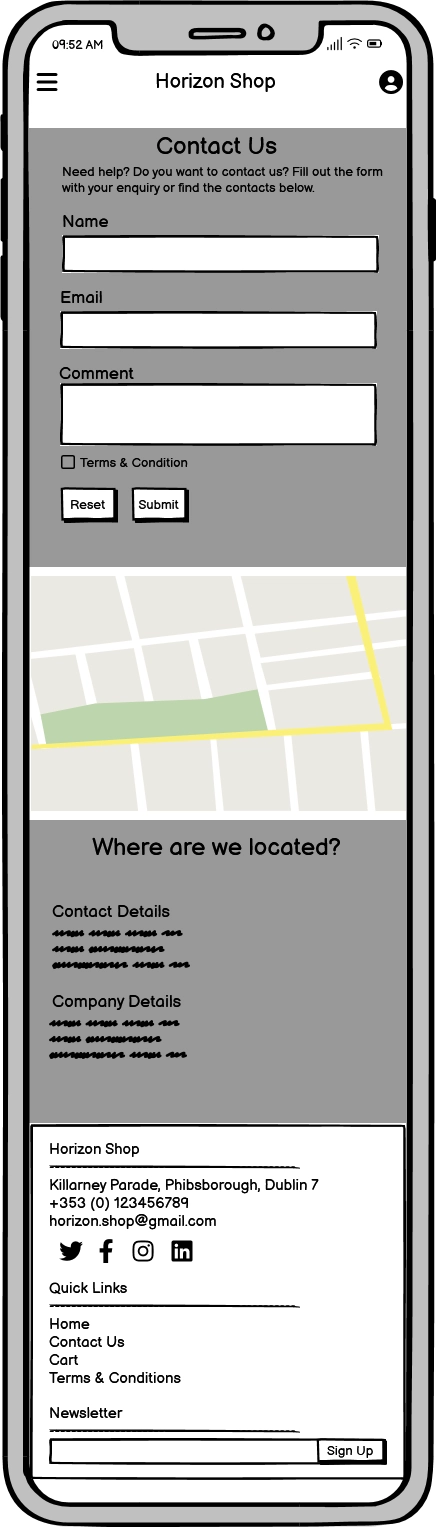 09:52 AM
Horizon Shop
Contact Us
Need help? Do you want to contact us? Fill out the form
with your enquiry or find the contacts below.
Name
Email
Comment
Terms & Condition
Reset
Submit
Where are we located?
Contact Details
Company Details
Horizon Shop
Killarney Parade, Phibsborough, Dublin 7
+353 (0) 123456789
horizon.shop@gmail.com
Quick Links
Home
Contact Us
Cart
Terms & Conditions
Newsletter
Sign Up